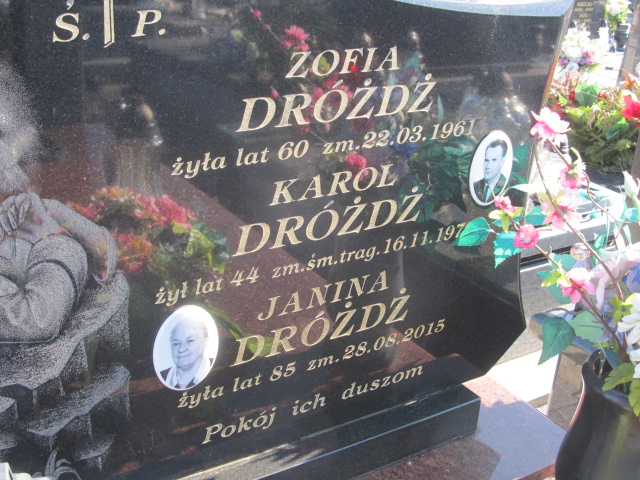 Ś. P.
ZOFIA
DRÓŻDŻ
żyła lat 60 zm.22.03.1961
KAROL
DRÓŻDŻ
żył lat 44 zm.śm.trag.16.11.197
JANINA
DRÓŻDŻ
żyła lat 85 zm.28.08.2015
Pokój ich duszom